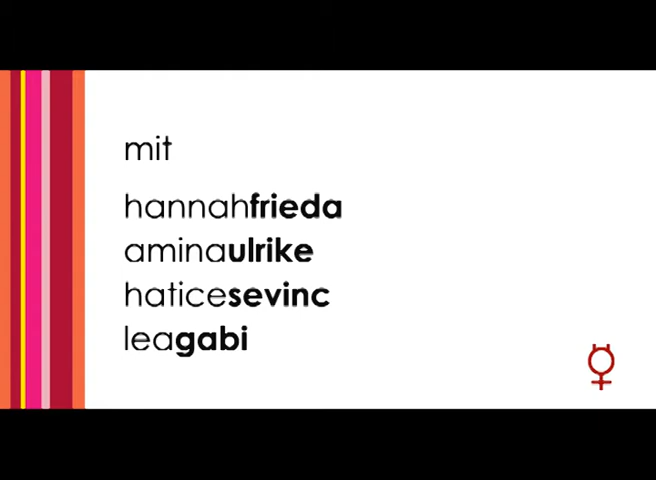 mit
hannahfrieda
aminaulrike
haticesevinc
leagabi